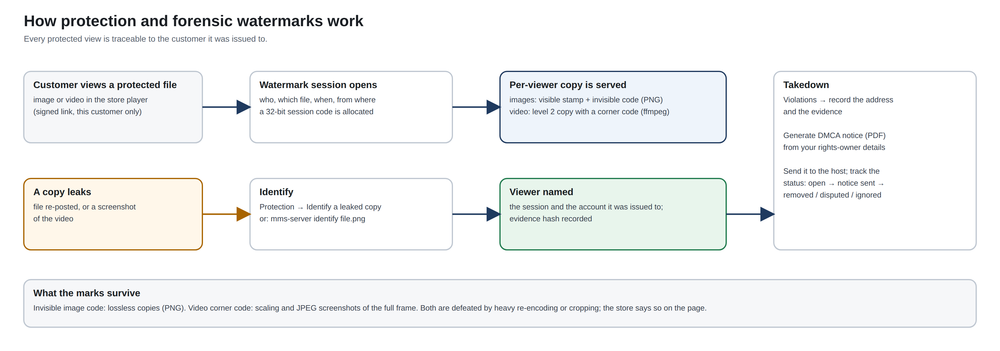 How protection and forensic watermarks work
Every protected view is traceable to the customer it was issued to.
Customer views a protected file
image or video in the store player
(signed link, this customer only)
Watermark session opens
who, which file, when, from where
a 32-bit session code is allocated
Per-viewer copy is served
images: visible stamp + invisible code (PNG)
video: level 2 copy with a corner code (ffmpeg)
Takedown
Violations → record the address
and the evidence
Generate DMCA notice (PDF)
from your rights-owner details
Send it to the host; track the
status: open → notice sent →
removed / disputed / ignored
A copy leaks
file re-posted, or a screenshot
of the video
Identify
Protection → Identify a leaked copy
or: mms-server identify file.png
Viewer named
the session and the account it was issued to;
evidence hash recorded
What the marks survive
Invisible image code: lossless copies (PNG). Video corner code: scaling and JPEG screenshots of the full frame. Both are defeated by heavy re-encoding or cropping; the store says so on the page.